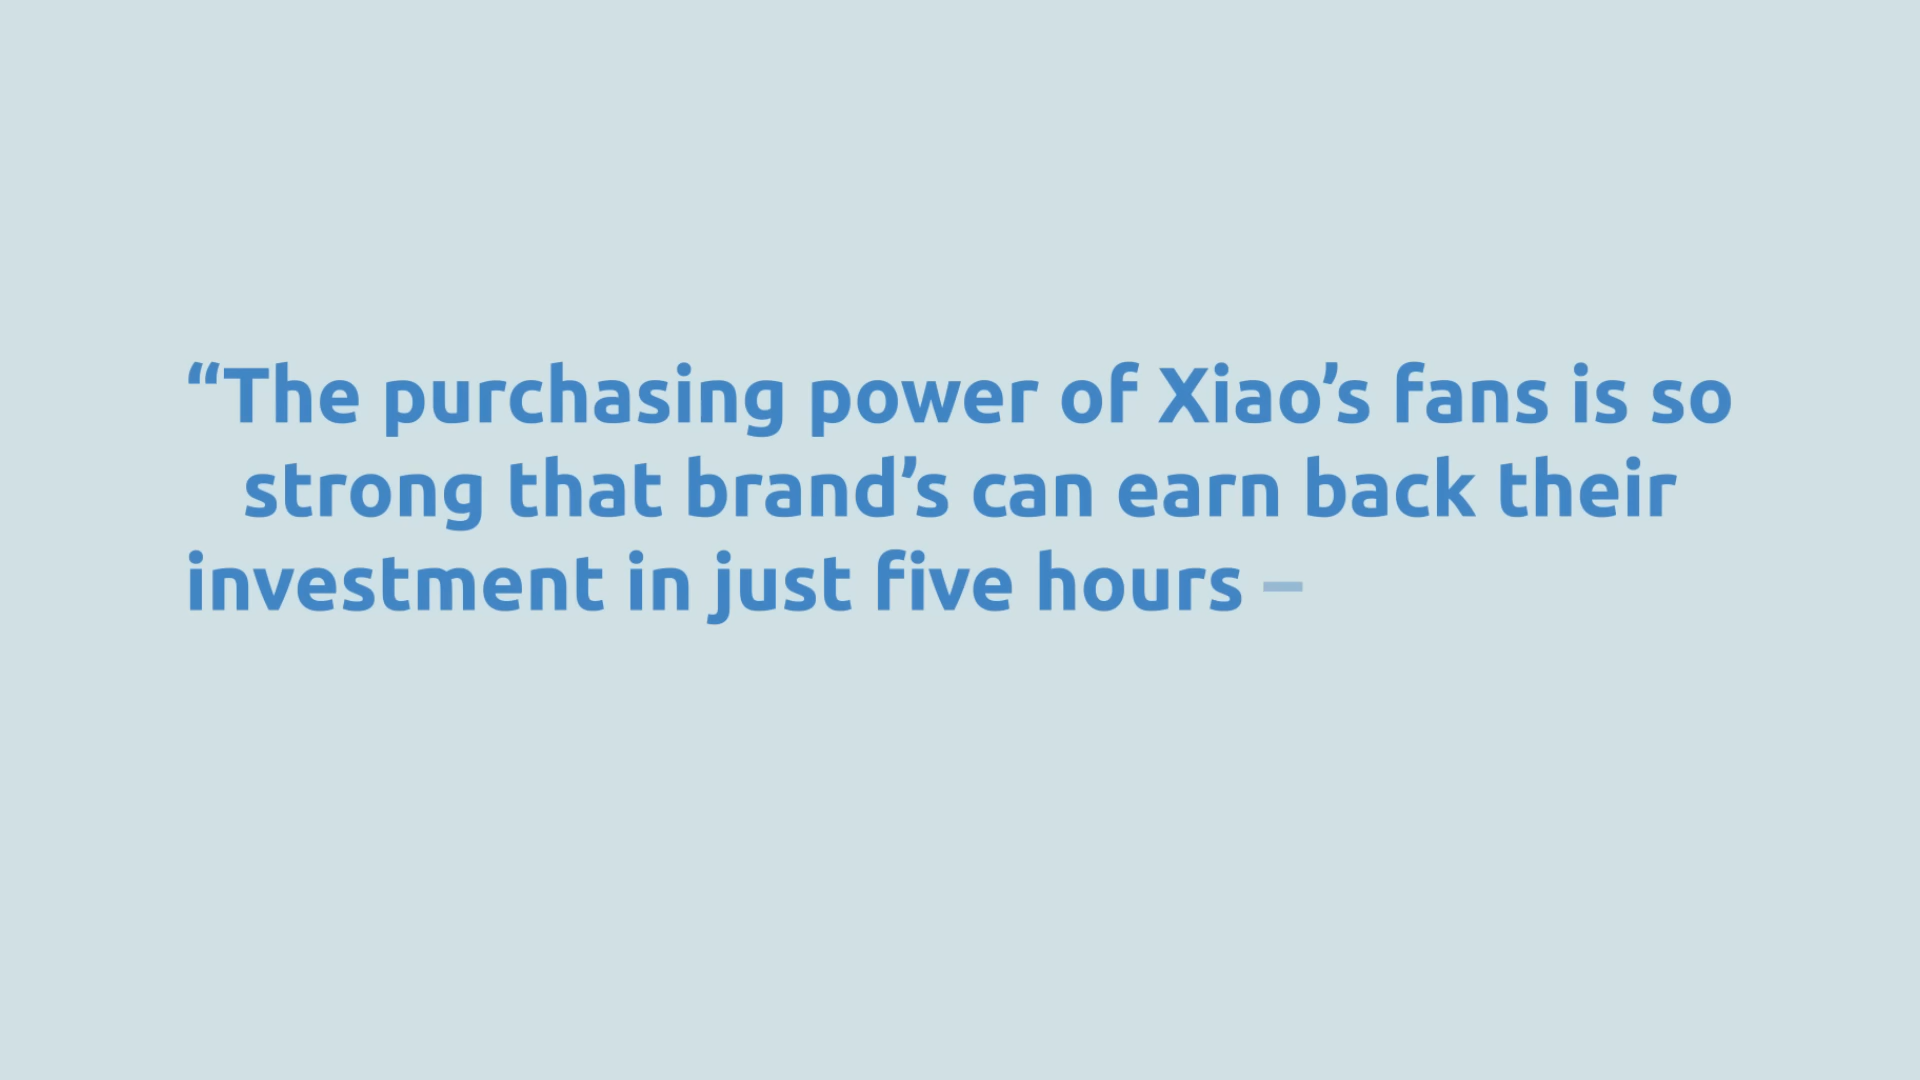 “The purchasing power of Xiao’s fans is so
strong that brand’s can earn back their
investment in just five hours –